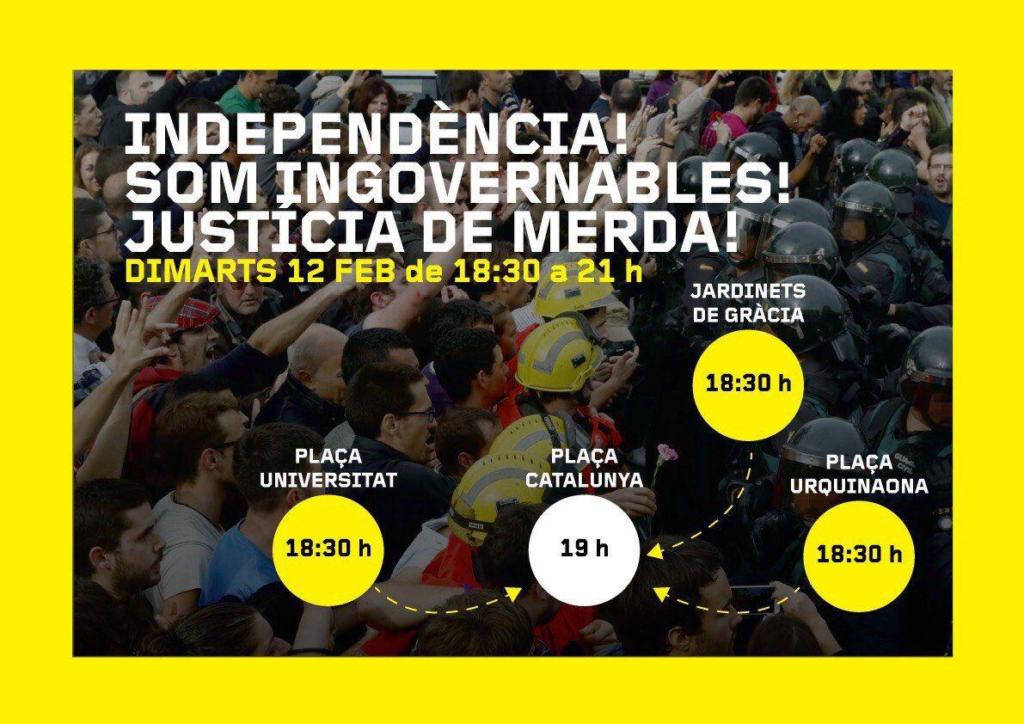 INDEPENDÈNCIA!
SOM INGOVERNABLES!
JUSTÍCIA DE MERDA!
DIMARTS 12 FEB de 18:30 a 21 h
JARDINETS
DE GRÀCIA
18:30 h
PLAÇA
UNIVERSITAT
18:30 h
PLAÇA
CATALUNYA
19 h
PLAÇA
URQUINAONA
18:30 h